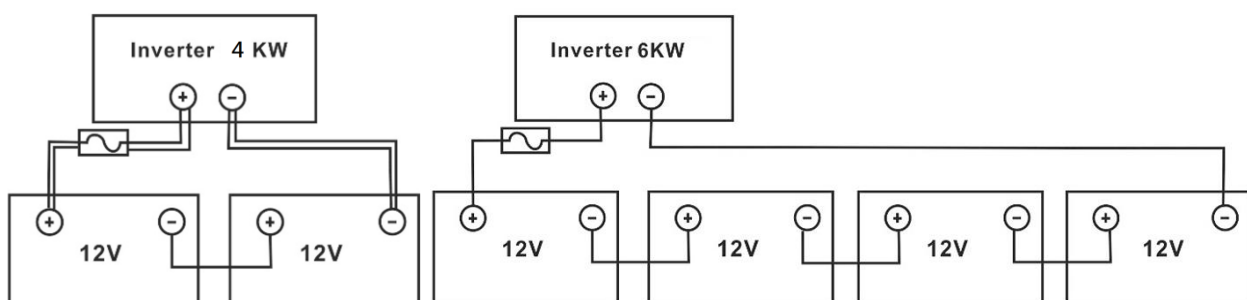 Inverter 4 KW
Inverter 6KW
+ -
+ -
+ - + -
+ - + - + - + -
12V 12V
12V 12V 12V 12V